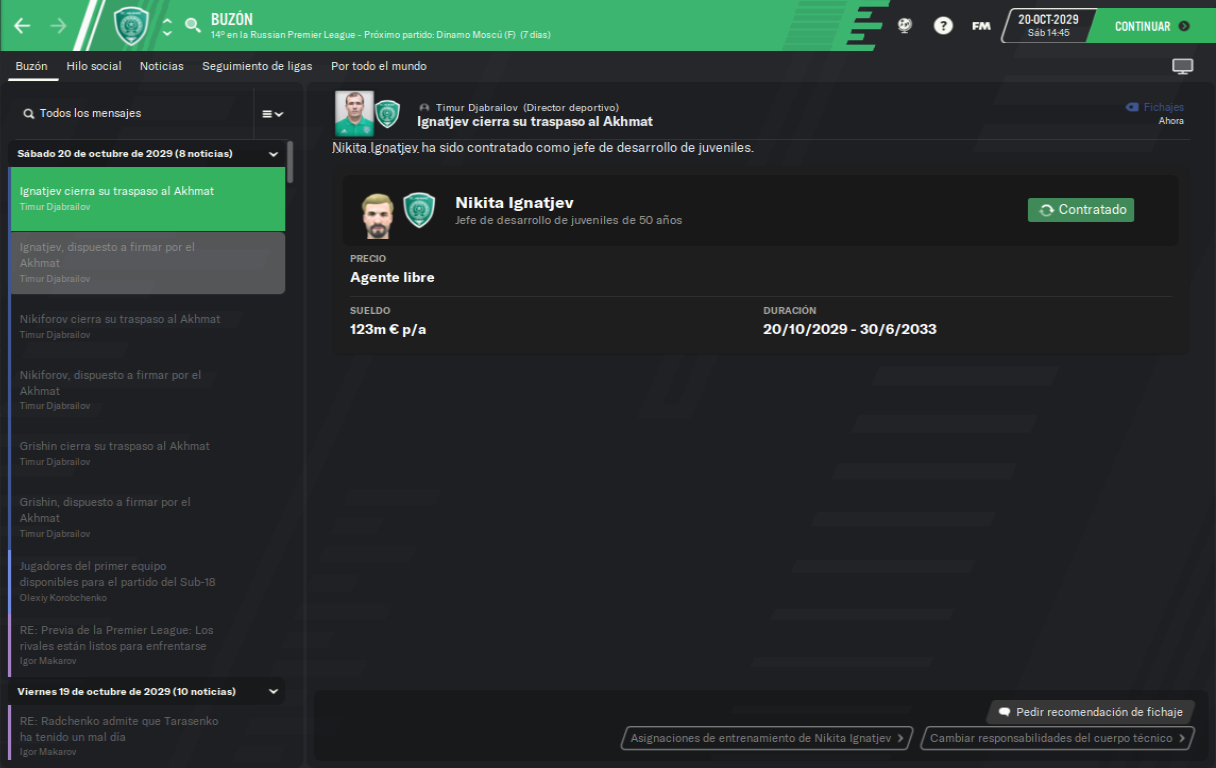 BUZÓN
14º en la Russian Premier League - Próximo partido: Dinamo Moscú (F) (7 días)
FM
20-OCT-2029
Sáb 14:45
CONTINUAR
Buzón Hilo social Noticias Seguimiento de ligas Por todo el mundo
Todos los mensajes
Sábado 20 de octubre de 2029 (8 noticias)
Ignatjev cierra su traspaso al Akhmat
Timur Djabrailov
Ignatjev, dispuesto a firmar por el
Akhmat
Timur Djabrailov
Nikiforov cierra su traspaso al Akhmat
Timur Djabrailov
Nikiforov, dispuesto a firmar por el
Akhmat
Timur Djabrailov
Grishin cierra su traspaso al Akhmat
Timur Djabrailov
Grishin, dispuesto a firmar por el
Akhmat
Timur Djabrailov
Jugadores del primer equipo
disponibles para el partido del Sub-18
Olexiy Korobchenko
RE: Previa de la Premier League: Los
rivales están listos para enfrentarse
Igor Makarov
Viernes 19 de octubre de 2029 (10 noticias)
RE: Radchenko admite que Tarasenko
ha tenido un mal día
Igor Makarov
Timur Djabrailov (Director deportivo)
Ignatjev cierra su traspaso al Akhmat
Fichajes
Ahora
Nikita Ignatjev ha sido contratado como jefe de desarrollo de juveniles.
Nikita Ignatjev
Jefe de desarrollo de juveniles de 50 años
Contratado
PRECIO
Agente libre
SUELDO
123m € p/a
DURACIÓN
20/10/2029 - 30/6/2033
Pedir recomendación de fichaje
Asignaciones de entrenamiento de Nikita Ignatjev
Cambiar responsabilidades del cuerpo técnico